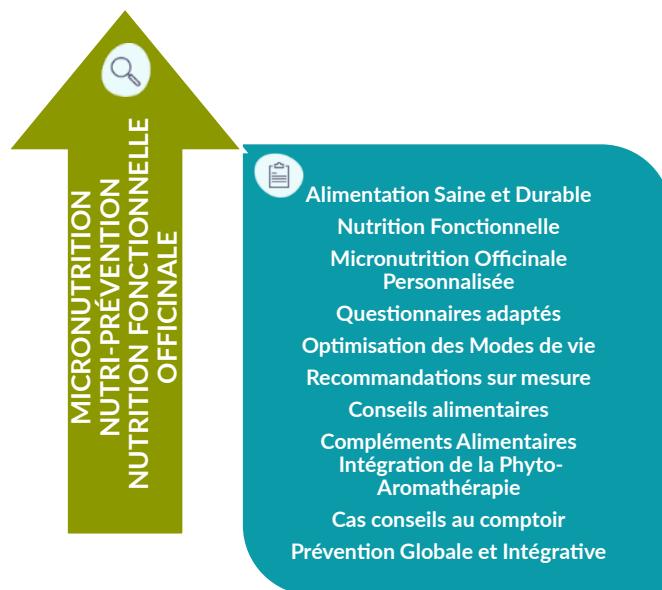 MICRONUTRITION
NUTRI-PRÉVENTION
NUTRITION FONCTIONNELLE
OFFICINALE
Alimentation Saine et Durable
Nutrition Fonctionnelle
Micronutrition Officinale
Personnalisée
Questionnaires adaptés
Optimisation des Modes de vie
Recommandations sur mesure
Conseils alimentaires
Compléments Alimentaires
Intégration de la Phyto-
Aromathérapie
Cas conseils au comptoir
Prévention Globale et Intégrative